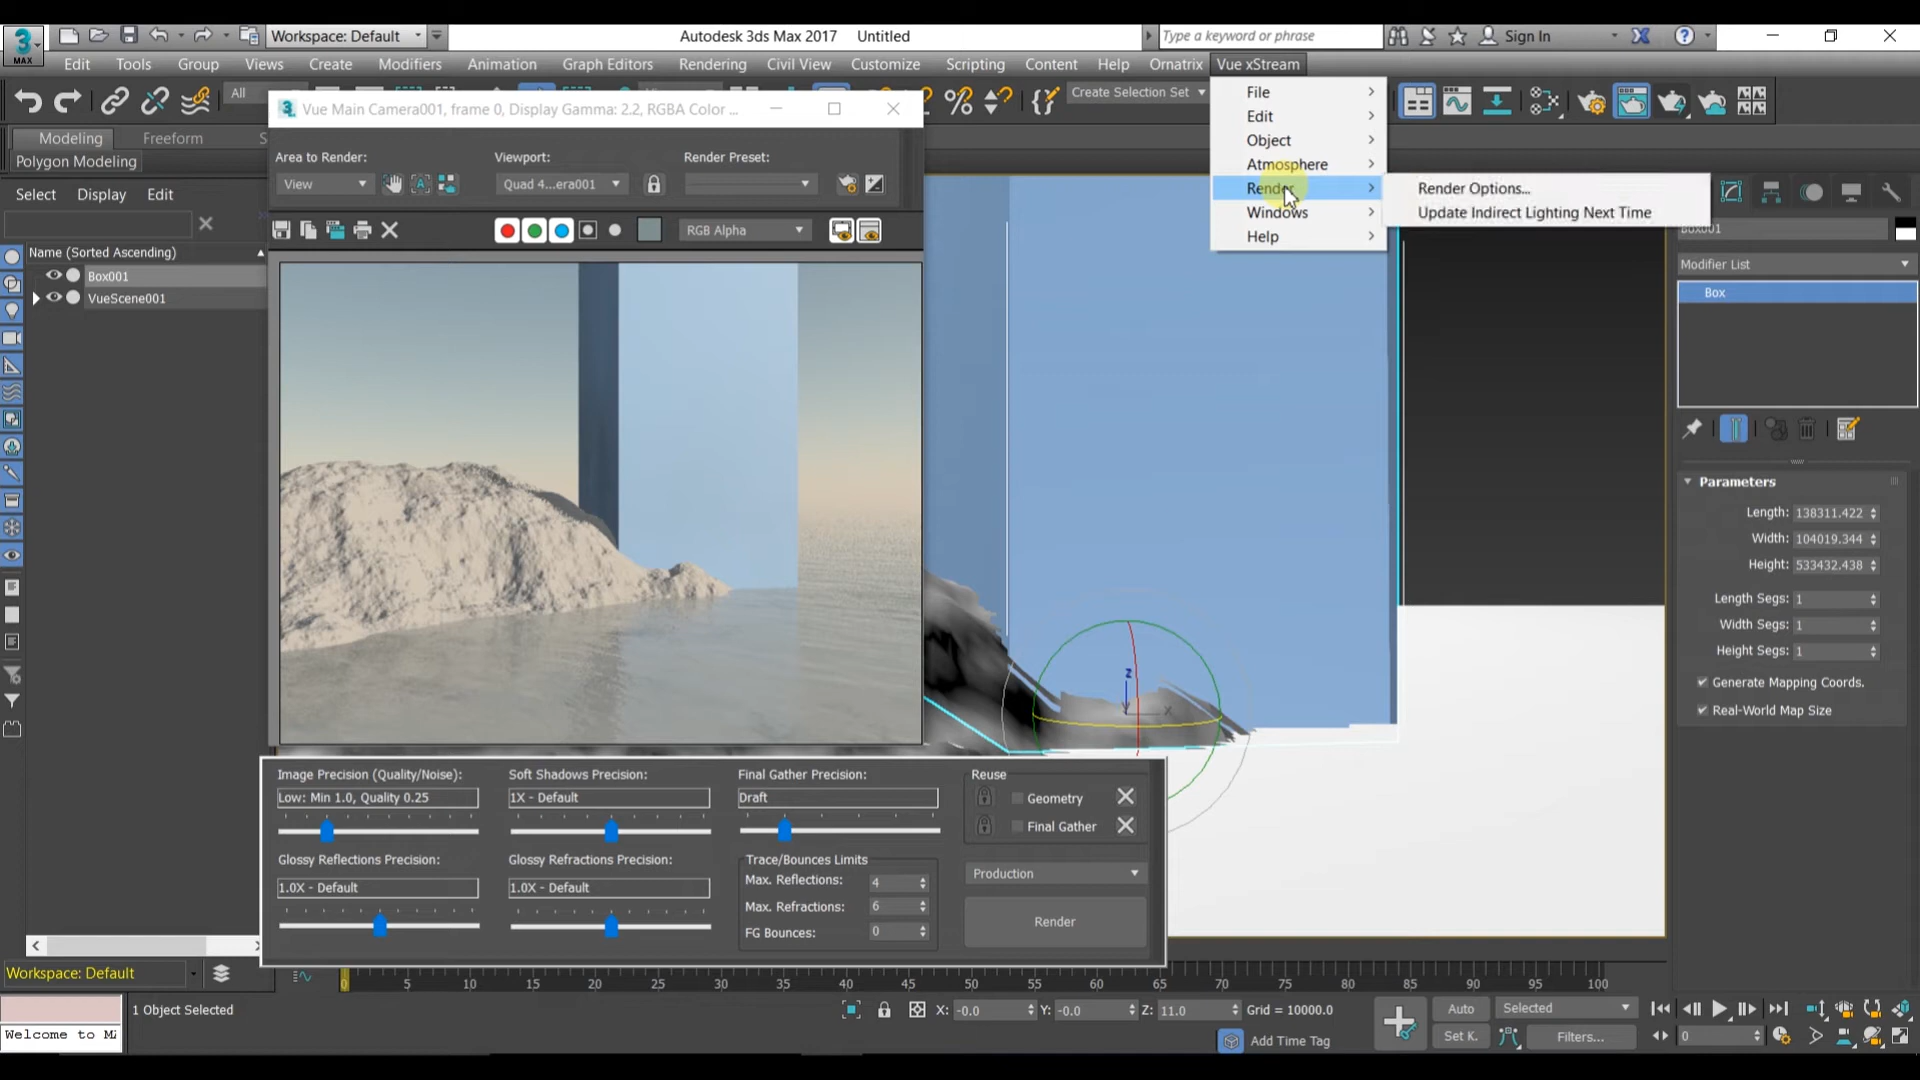 3
MAX
Workspace: Default
Autodesk 3ds Max 2017 Untitled
Type a keyword or phrase
Sign In
Edit Tools Group Views Create Modifiers Animation Graph Editors Rendering Civil View Customize Scripting Content Help Ornatrix Vue xStream
All
Create Selection Set
Vue Main Camera001, frame 0, Display Gamma: 2.2, RGBA Color ...
File
Edit
Object
Atmosphere
Render
Windows
Help
Render Options...
Update Indirect Lighting Next Time
Modeling Freeform S
Polygon Modeling
Area to Render:
View
Viewport:
Quad 4...era001
Render Preset:
RGB Alpha
Select Display Edit
Name (Sorted Ascending)
Box001
VueScene001
Box001
Modifier List
Box
Parameters
Length: 138311.422
Width: 104019.344
Height: 533432.438
Length Segs: 1
Width Segs: 1
Height Segs: 1
Generate Mapping Coords.
Real-World Map Size
z
x
Image Precision (Quality/Noise):
Low: Min 1.0, Quality 0.25
Soft Shadows Precision:
1X - Default
Final Gather Precision:
Draft
Reuse
Geometry
Final Gather
Glossy Reflections Precision:
1.0X - Default
Glossy Refractions Precision:
1.0X - Default
Trace/Bounces Limits
Max. Reflections: 4
Max. Refractions: 6
FG Bounces: 0
Production
Render
Workspace: Default
0 5 10 15 20 25 30 35 40 45 50 55 60 65 70 75 80 85 90 95 100
1 Object Selected
X: -0.0 Y: -0.0 Z: 11.0 Grid = 10000.0
Add Time Tag
Auto Selected
Set K. Filters...
0
Welcome to MA